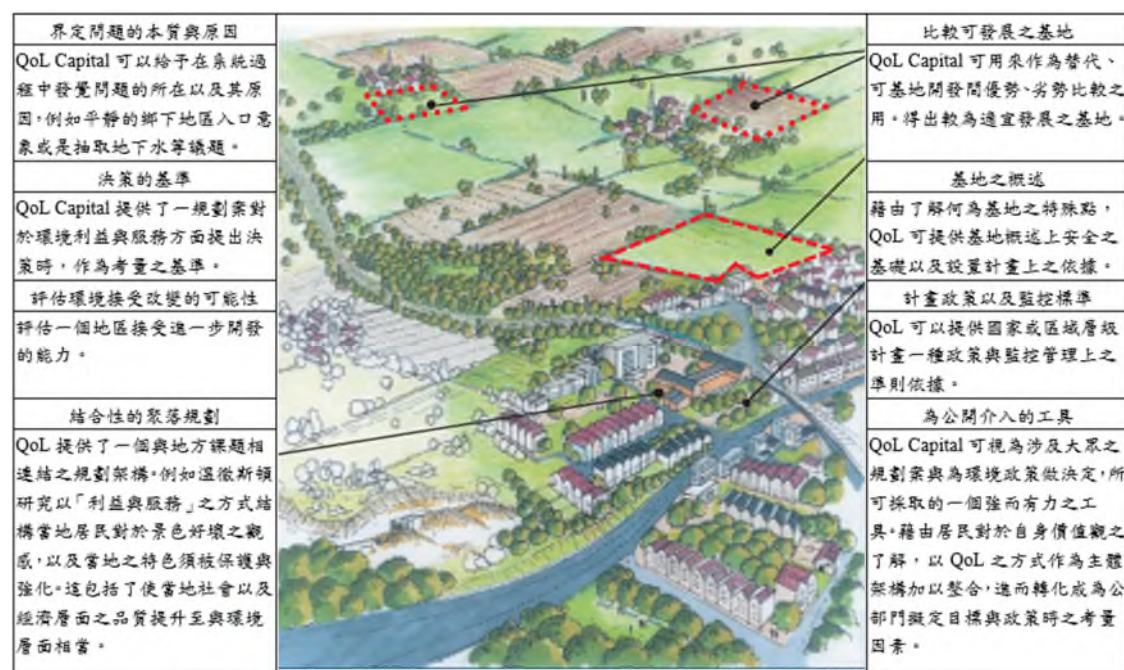 界定問題的本質與原因
QoL Capital 可以給予在系統過
程中發覺問題的所在以及其原
因，例如平靜的鄉下地區入口意
象或是抽取地下水等議題。
決策的基準
QoL Capital 提供了一規劃案對
於環境利益與服務方面提出決
策時，作為考量之基準。
評估環境接受改變的可能性
評估一個地區接受進一步開發
的能力。
結合性的聚落規劃
QoL 提供了一個與地方課題相
連結之規劃架構。例如溫徹斯頓
研究以「利益與服務」之方式結
構當地居民對於景色好壞之觀
感，以及當地之特色須被保護與
強化。這包括了使當地社會以及
經濟層面之品質提升至與環境
層面相當。
比較可發展之基地
QoL Capital 可用來作為替代、
可基地開發間優勢、劣勢比較之
用。得出較為適宜發展之基地。
基地之概述
藉由了解何為基地之特殊點，
QoL 可提供基地概述上安全之
基礎以及設置計畫上之依據。
計畫政策以及監控標準
QoL 可以提供國家或區域層級
計畫一種政策與監控管理上之
準則依據。
為公開介入的工具
QoL Capital 可視為涉及大眾之
規劃案與為環境政策做決定，所
可採取的一個強而有力之工
具。藉由居民對於自身價值觀之
了解，以 QoL 之方式作為主體
架構加以整合，進而轉化成為公
部門擬定目標與政策時之考量
因素。